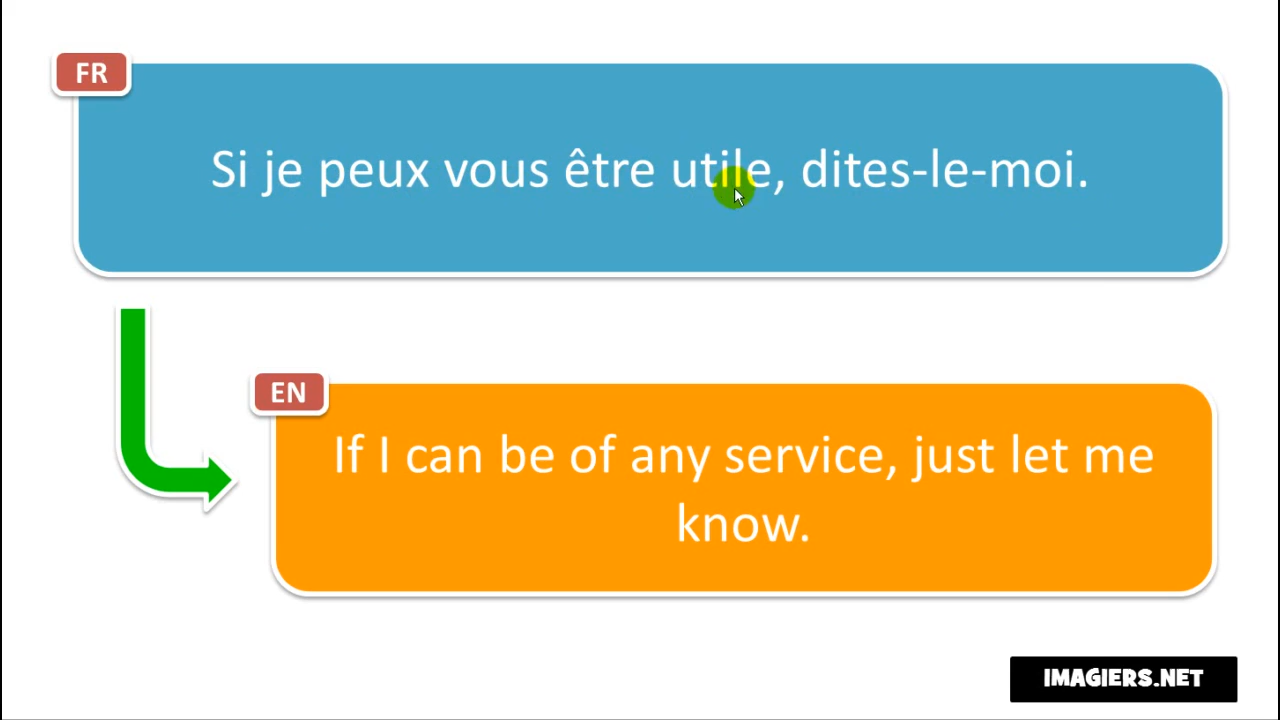 FR
Si je peux vous être utile, dites-le-moi.
EN
If I can be of any service, just let me
know.
IMAGIERS.NET